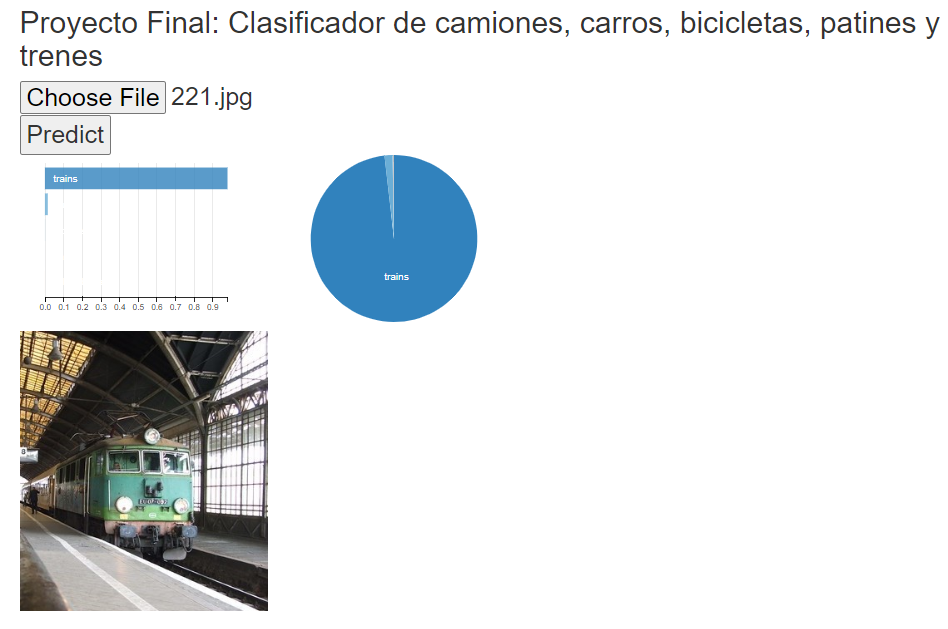 Proyecto Final: Clasificador de camiones, carros, bicicletas, patines y
trenes
Choose File 221.jpg
Predict
trains
0.0 0.1 0.2 0.3 0.4 0.5 0.6 0.7 0.8 0.9
trains
8